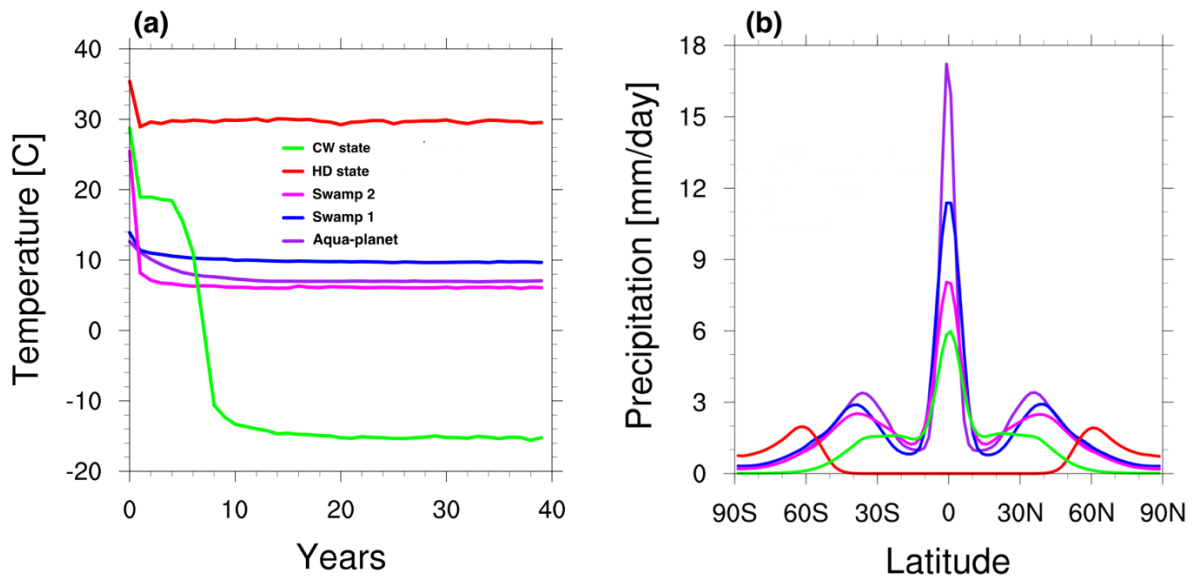 (a)
40
30
20
10
0
-10
-20
0
10
20
30
40
Temperature [C]
Years
CW state
HD state
Swamp 2
Swamp 1
Aqua-planet
(b)
18
15
12
9
6
3
0
90S
60S
30S
0
30N
60N
90N
Precipitation [mm/day]
Latitude